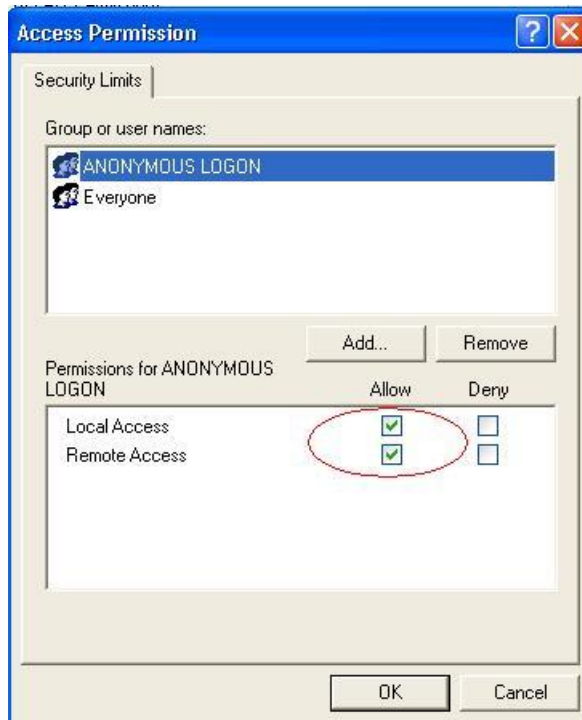 Access Permission
Security Limits
Group or user names:
ANONYMOUS LOGON
Everyone
Add...
Remove
Permissions for ANONYMOUS
LOGON
Allow
Deny
Local Access
Remote Access
OK
Cancel